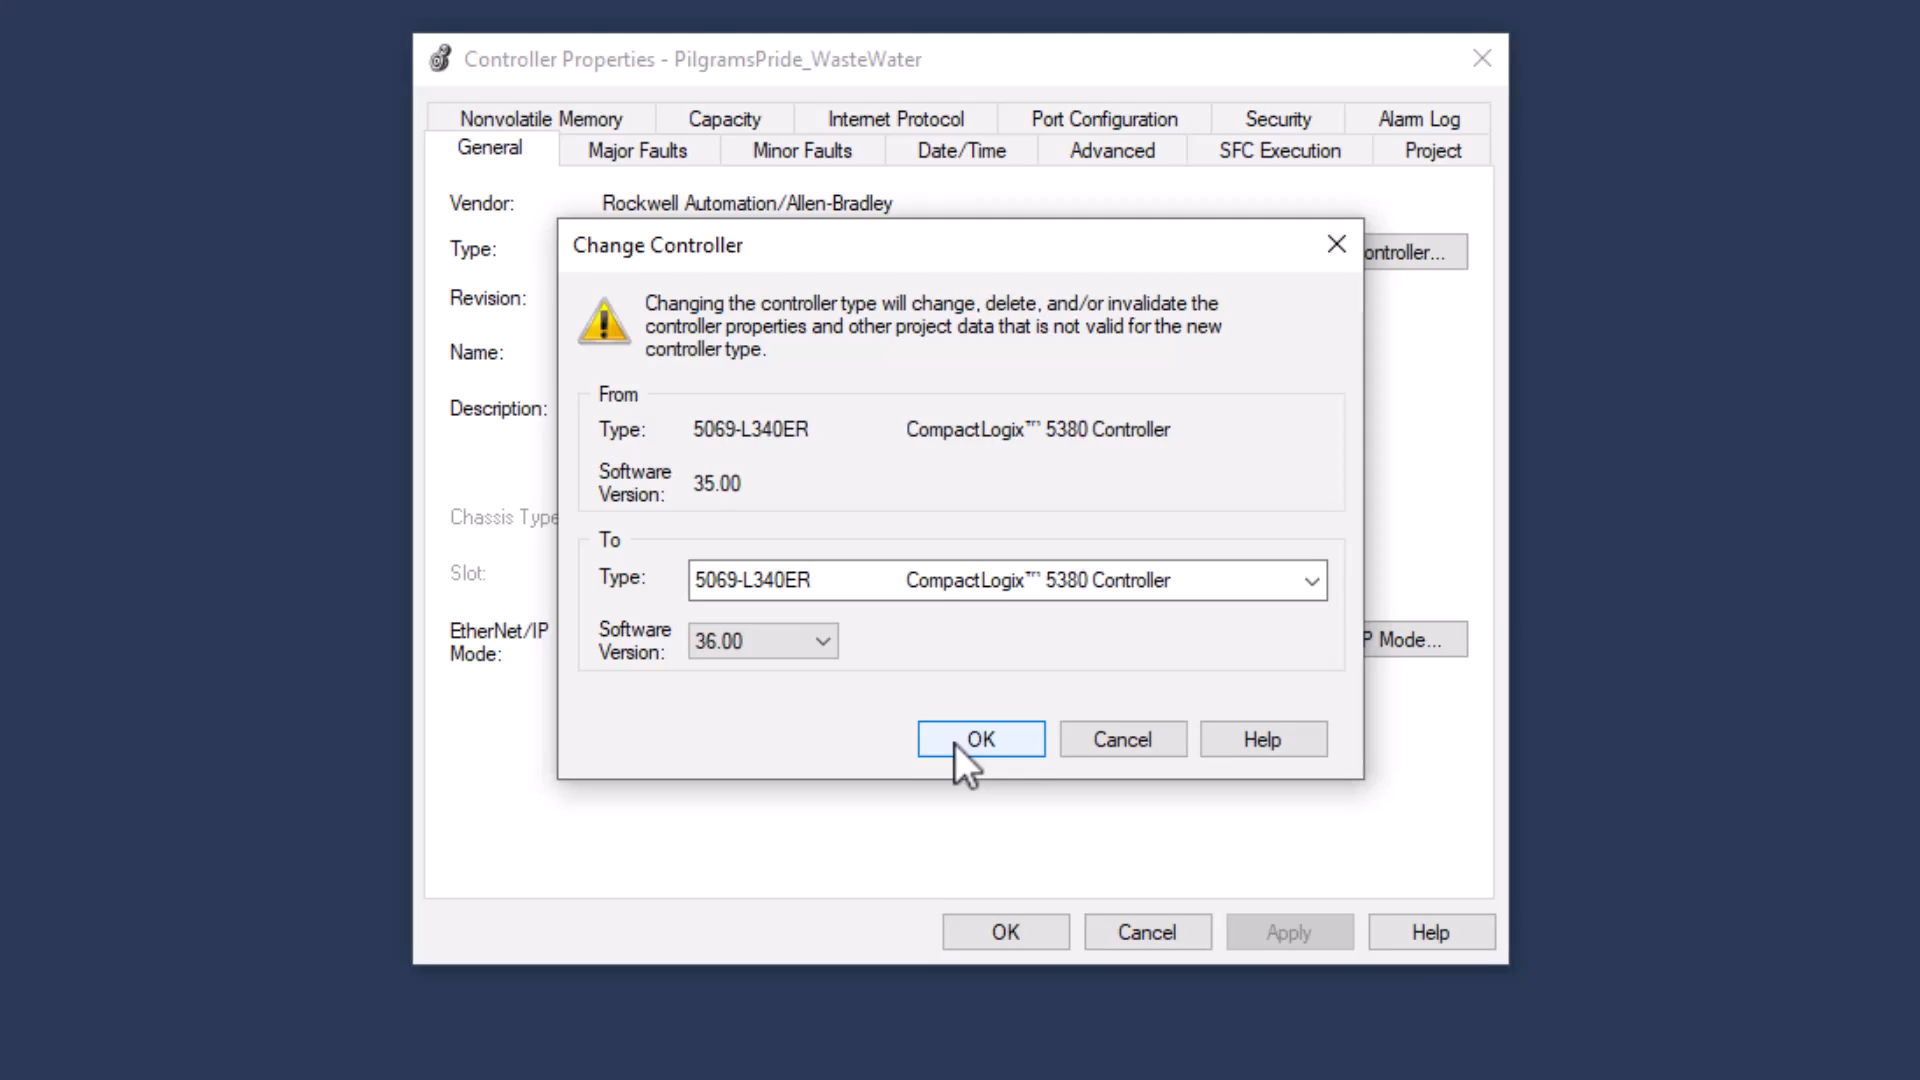 Controller Properties - PilgramsPride_WasteWater
Nonvolatile Memory Capacity Internet Protocol Port Configuration Security Alarm Log
General Major Faults Minor Faults Date/Time Advanced SFC Execution Project
Vendor: Rockwell Automation/Allen-Bradley
Type:
ontroller...
Revision:
Name:
Description:
Chassis Type
Slot:
EtherNet/IP
Mode:
P Mode...
Change Controller
Changing the controller type will change, delete, and/or invalidate the
controller properties and other project data that is not valid for the new
controller type.
From
Type: 5069-L340ER CompactLogix™ 5380 Controller
Software
Version: 35.00
To
Type: 5069-L340ER CompactLogix™ 5380 Controller
Software
Version: 36.00
OK Cancel Help
OK Cancel Apply Help